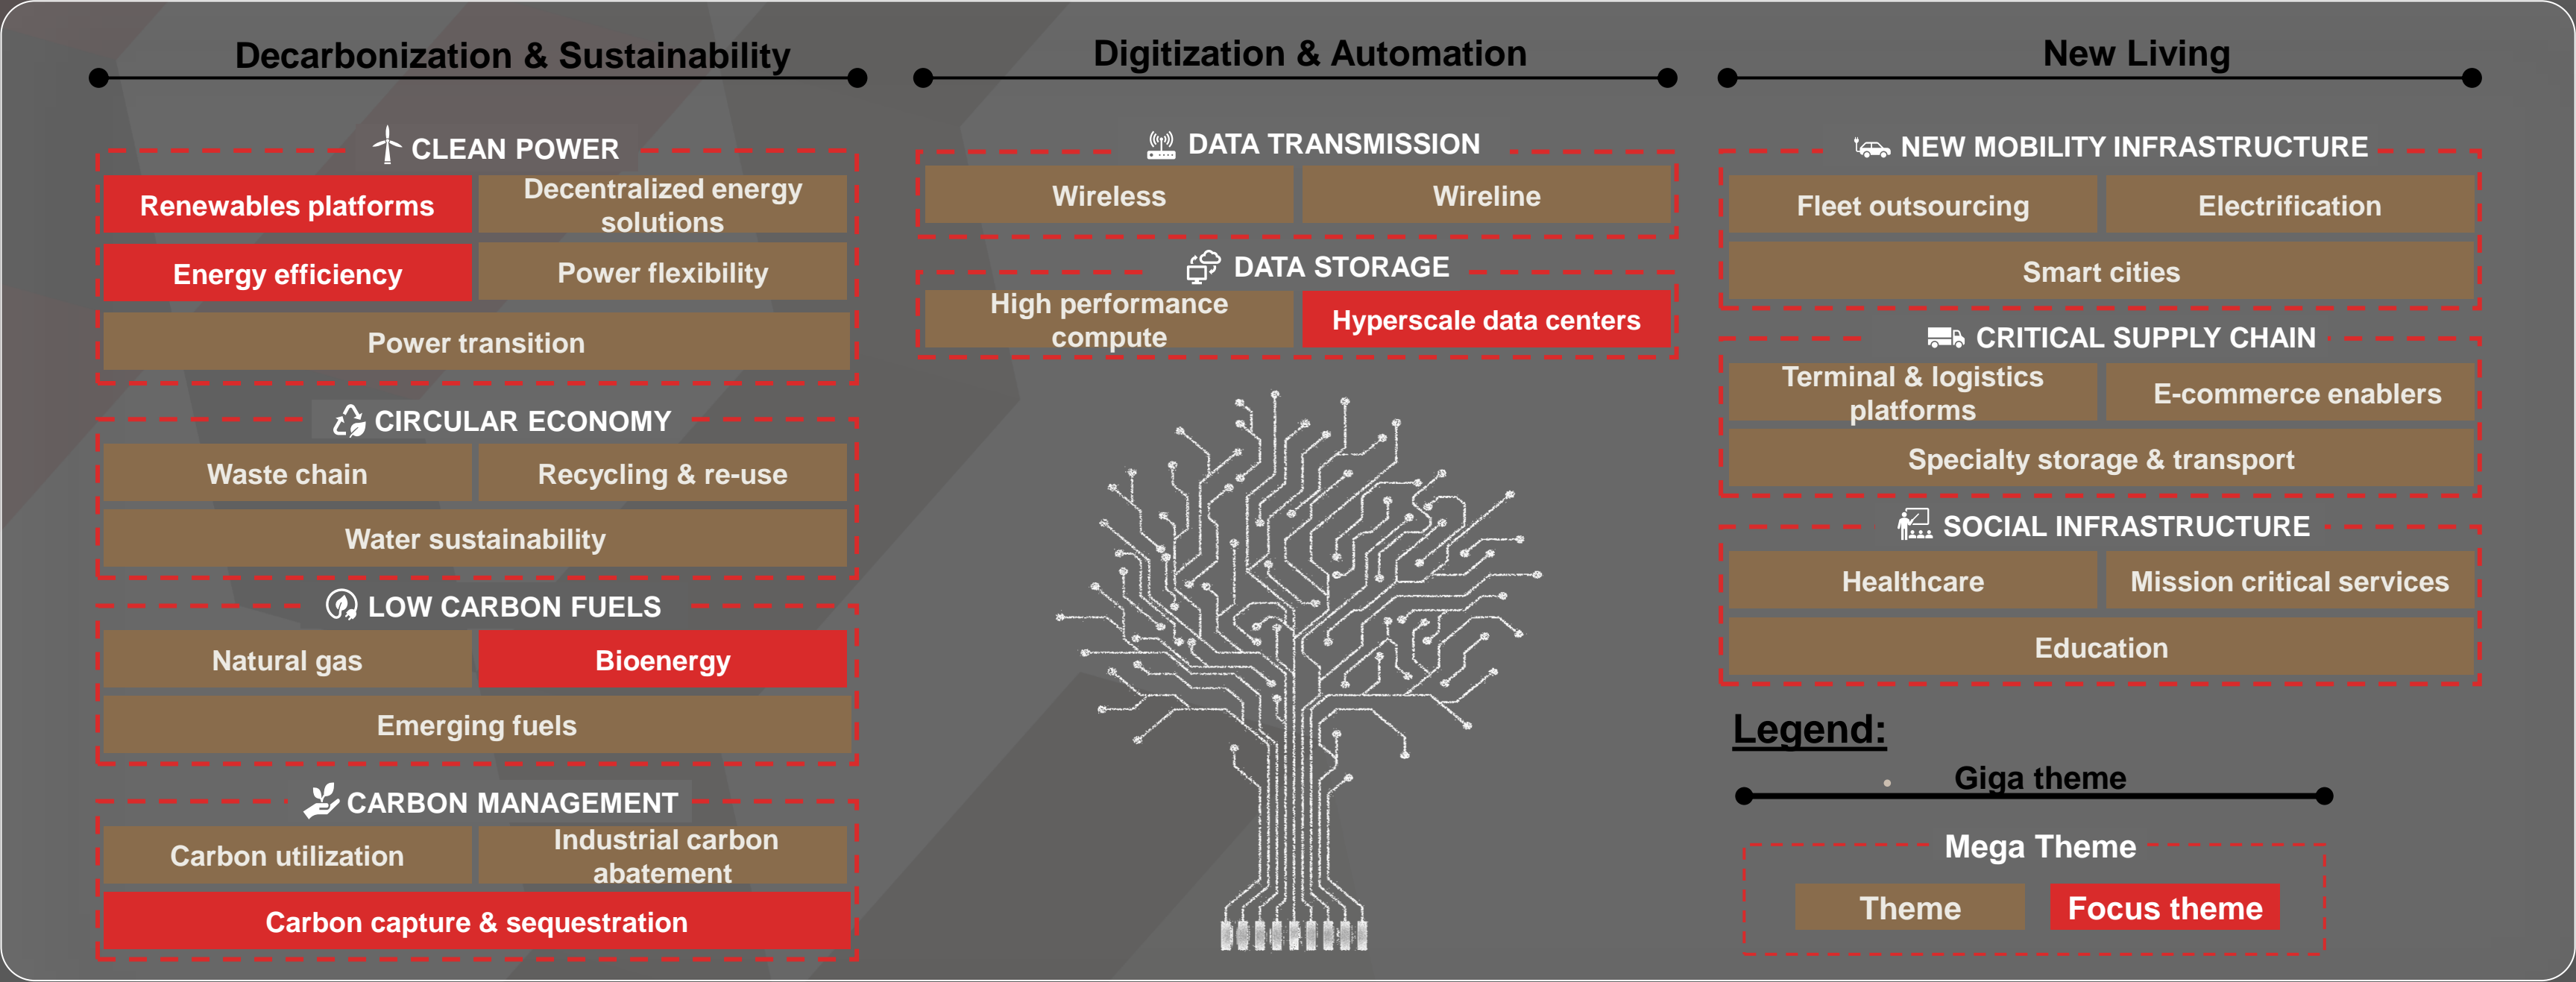 Decarbonization & Sustainability
CLEAN POWER
Renewables platforms
Decentralized energy
solutions
Energy efficiency
Power flexibility
Power transition
CIRCULAR ECONOMY
Waste chain
Recycling & re-use
Water sustainability
LOW CARBON FUELS
Natural gas
Bioenergy
Emerging fuels
CARBON MANAGEMENT
Carbon utilization
Industrial carbon
abatement
Carbon capture & sequestration
Digitization & Automation
DATA TRANSMISSION
Wireless
Wireline
DATA STORAGE
High performance
compute
Hyperscale data centers
New Living
NEW MOBILITY INFRASTRUCTURE
Fleet outsourcing
Electrification
Smart cities
CRITICAL SUPPLY CHAIN
Terminal & logistics
platforms
E-commerce enablers
Specialty storage & transport
SOCIAL INFRASTRUCTURE
Healthcare
Mission critical services
Education
Legend:
Giga theme
Mega Theme
Theme
Focus theme